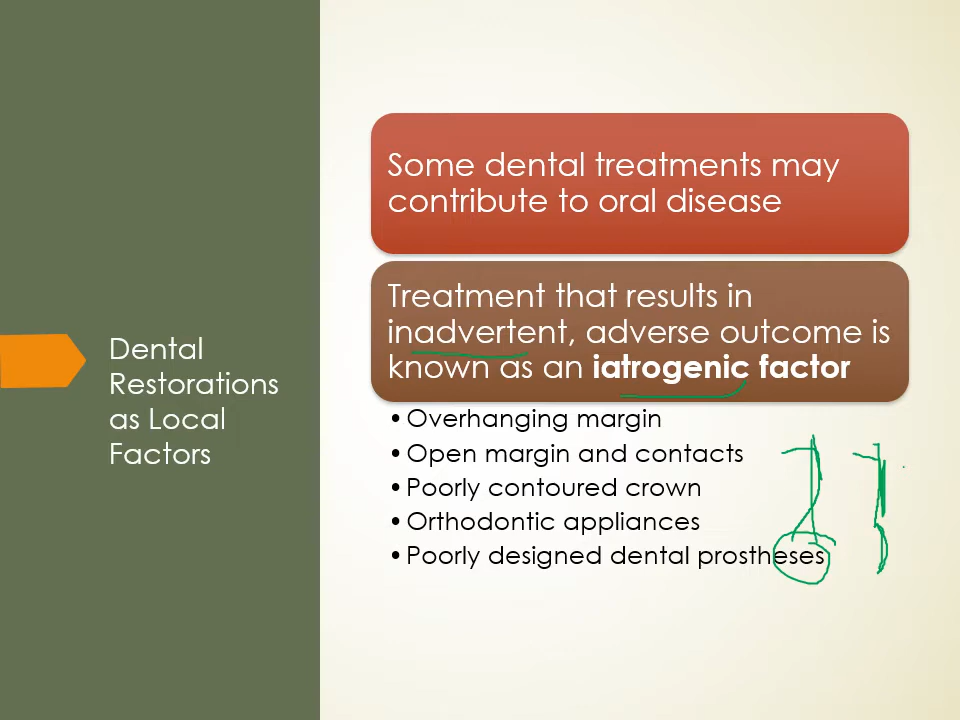 Dental
Restorations
as Local
Factors
Some dental treatments may
contribute to oral disease
Treatment that results in
inadvertent, adverse outcome is
known as an iatrogenic factor
•Overhanging margin
•Open margin and contacts
•Poorly contoured crown
•Orthodontic appliances
•Poorly designed dental prostheses